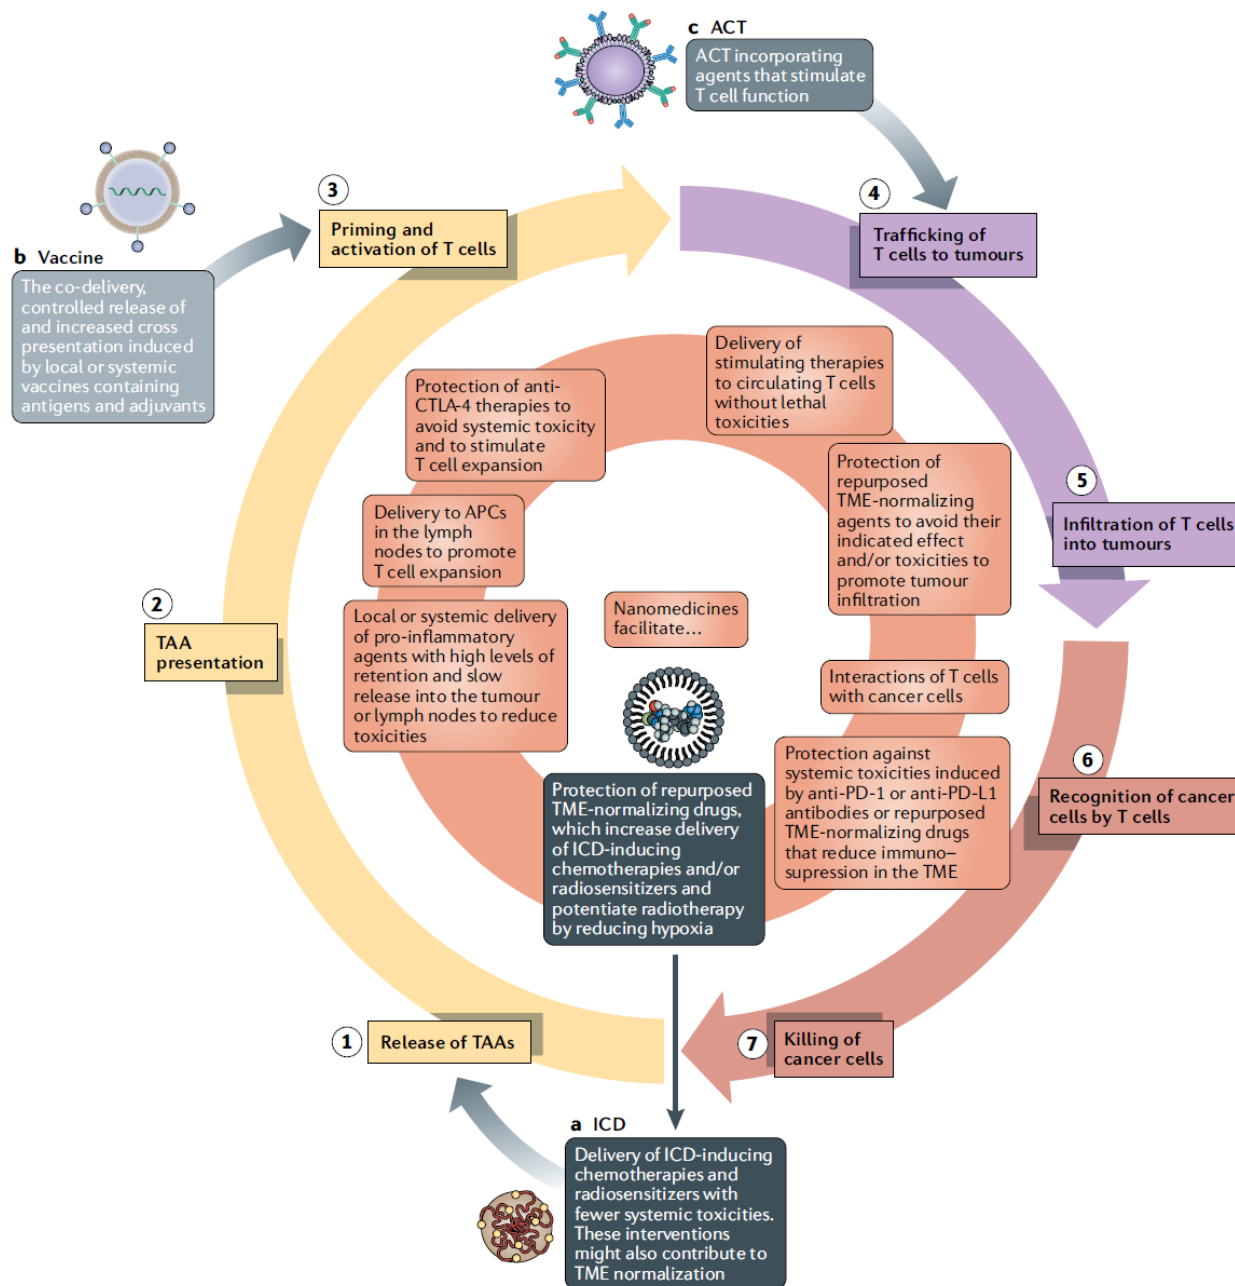 c ACT
ACT incorporating
agents that stimulate
T cell function
3
Priming and
activation of T cells
4
Trafficking of
T cells to tumours
b Vaccine
The co-delivery,
controlled release of
and increased cross
presentation induced
by local or systemic
vaccines containing
antigens and adjuvants
Delivery of
stimulating therapies
to circulating T cells
without lethal
toxicities
Protection of anti-
CTLA-4 therapies to
avoid systemic toxicity
and to stimulate
T cell expansion
Protection of
repurposed
TME-normalizing
agents to avoid their
indicated effect
and/or toxicities to
promote tumour
infiltration
5
Infiltration of T cells
into tumours
Delivery to APCs
in the lymph
nodes to promote
T cell expansion
2
TAA
presentation
Local or systemic delivery
of pro-inflammatory
agents with high levels of
retention and slow
release into the tumour
or lymph nodes to reduce
toxicities
Nanomedicines
facilitate...
Interactions of T cells
with cancer cells
Protection against
systemic toxicities induced
by anti-PD-1 or anti-PD-L1
antibodies or repurposed
TME-normalizing drugs
that reduce immuno–
supression in the TME
6
Recognition of cancer
cells by T cells
Protection of repurposed
TME-normalizing drugs,
which increase delivery
of ICD-inducing
chemotherapies and/or
radiosensitizers and
potentiate radiotherapy
by reducing hypoxia
1
Release of TAAs
7
Killing of
cancer cells
a ICD
Delivery of ICD-inducing
chemotherapies and
radiosensitizers with
fewer systemic toxicities.
These interventions
might also contribute to
TME normalization